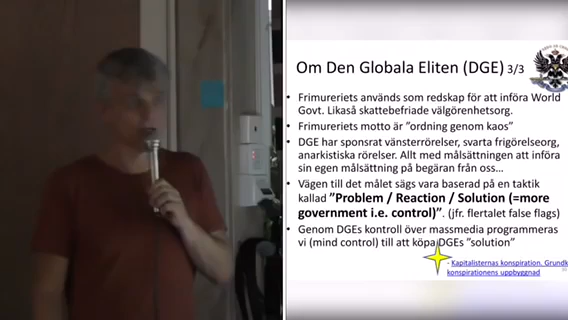 Om Den Globala Eliten (DGE) 3/3
• Frimureriets används som redskap för att införa World
Govt. Likaså skattebefriade välgörenhetsorg.
• Frimureriets motto är ”ordning genom kaos”
• DGE har sponsrat vänsterrörelser, svarta frigörelseorg,
anarkistiska rörelser. Allt med målsättningen att införa
sin egen målsättning på begäran från oss…
• Vägen till det målet sägs vara baserad på en taktik
kallad ”Problem / Reaction / Solution (=more
government i.e. control)”. (jfr. flertalet false flags)
• Genom DGEs kontroll över massmedia programmeras
vi (mind control) till att köpa DGEs ”solution”
- Kapitalisternas konspiration. Grundk
konspirationens uppbyggnad